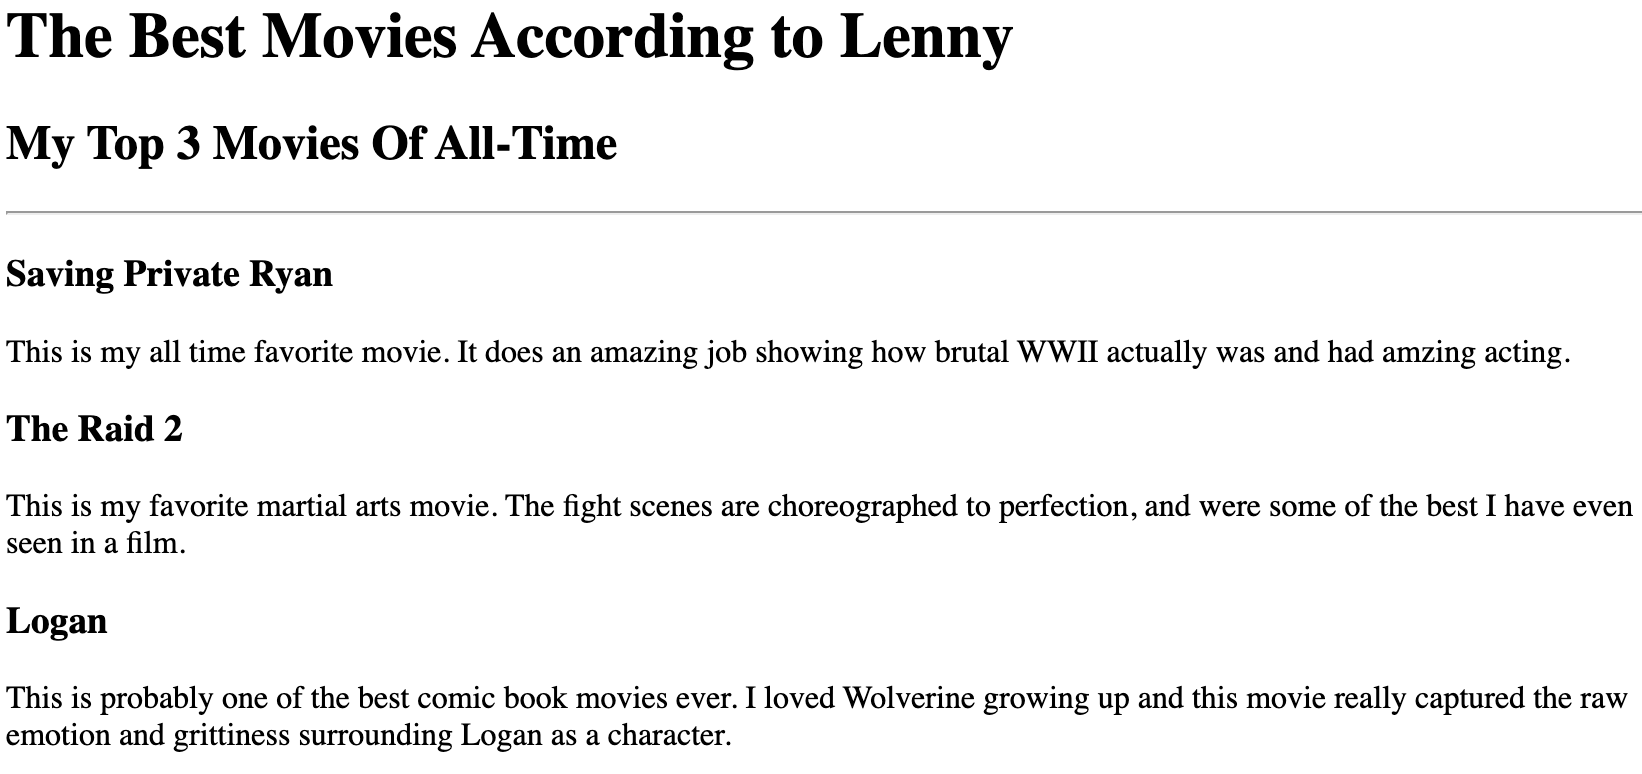 The Best Movies According to Lenny
My Top 3 Movies Of All-Time
Saving Private Ryan
This is my all time favorite movie. It does an amazing job showing how brutal WWII actually was and had amzing acting.
The Raid 2
This is my favorite martial arts movie. The fight scenes are choreographed to perfection, and were some of the best I have even
seen in a film.
Logan
This is probably one of the best comic book movies ever. I loved Wolverine growing up and this movie really captured the raw
emotion and grittiness surrounding Logan as a character.